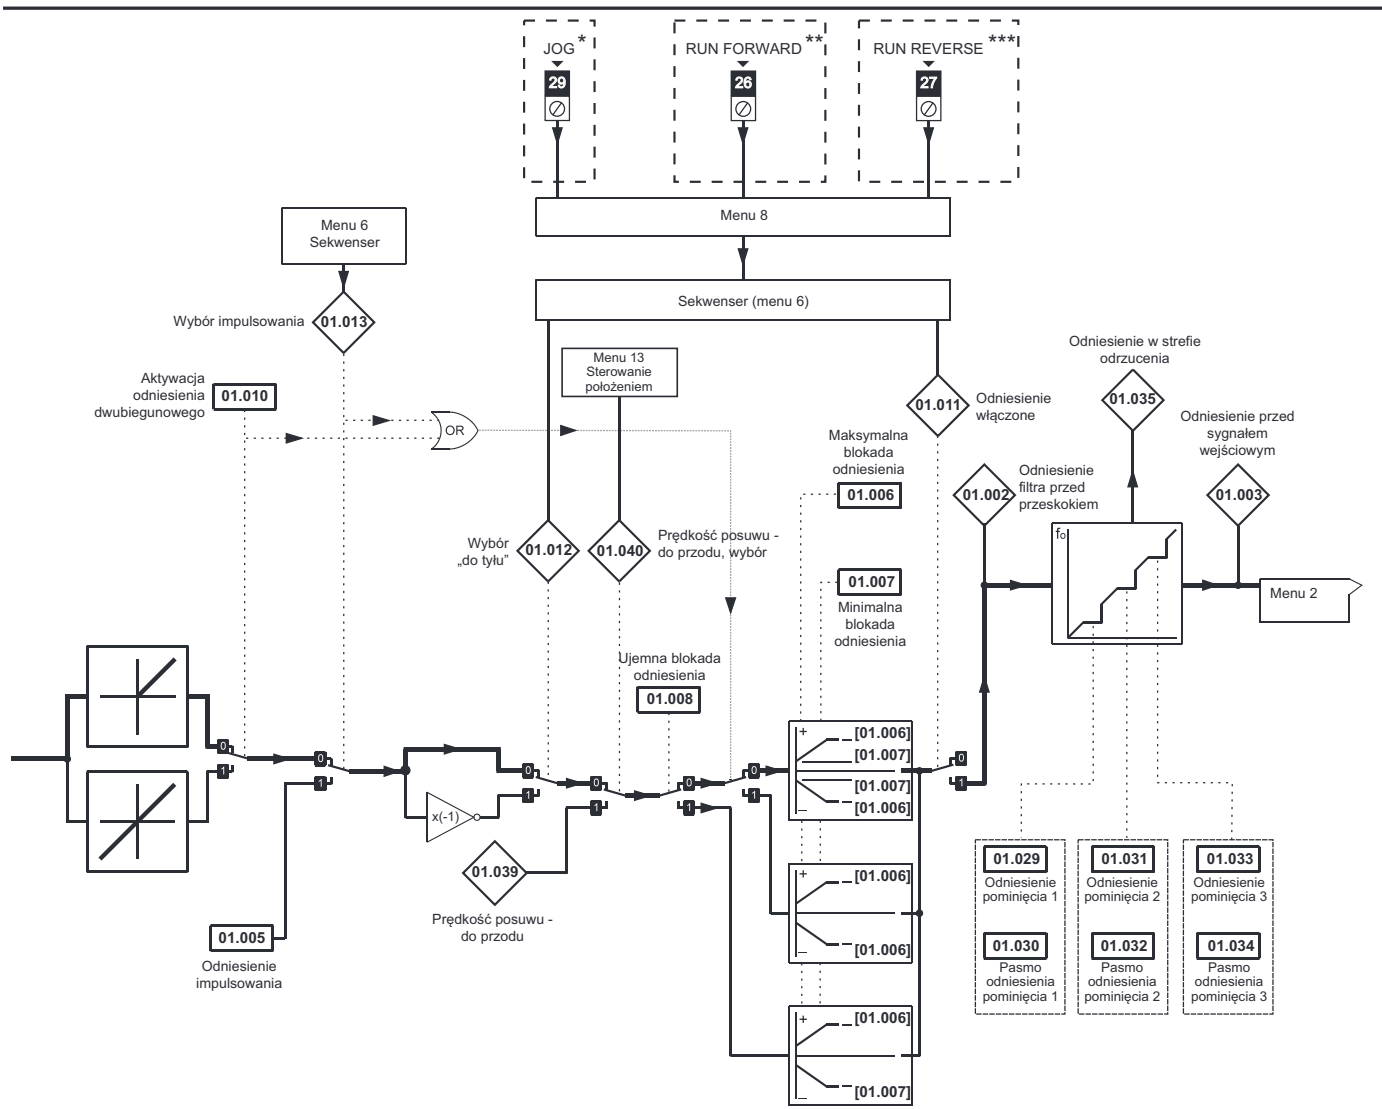 JOG *
RUN FORWARD **
RUN REVERSE ***
29
26
27
Menu 8
Menu 6
Sekwenser
Sekwenser (menu 6)
Wybór impulsowania
01.013
Menu 13
Sterowanie
położeniem
Aktywacja
odniesienia
dwubiegunowego
01.010
OR
01.011
Odniesienie
włączone
Odniesienie w strefie
odrzucenia
01.035
Odniesienie przed
sygnałem
wejściowym
01.003
Maksymalna
blokada
odniesienia
01.006
01.002
Odniesienie
filtra przed
przeskokiem
Wybór
„do tyłu”
01.012
01.040
Prędkość posuwu -
do przodu, wybór
01.007
Minimalna
blokada
odniesienia
fo
Menu 2
Ujemna blokada
odniesienia
01.008
0
1
0
1
x(-1)
0
1
0
1
0
1
0
1
+
[01.006]
[01.007]
[01.007]
[01.006]
_
0
1
01.039
Prędkość posuwu -
do przodu
+
[01.006]
[01.006]
_
01.005
Odniesienie
impulsowania
+
[01.006]
[01.007]
_
01.029
Odniesienie
pominięcia 1
01.030
Pasmo
odniesienia
pominięcia 1
01.031
Odniesienie
pominięcia 2
01.032
Pasmo
odniesienia
pominięcia 2
01.033
Odniesienie
pominięcia 3
01.034
Pasmo
odniesienia
pominięcia 3